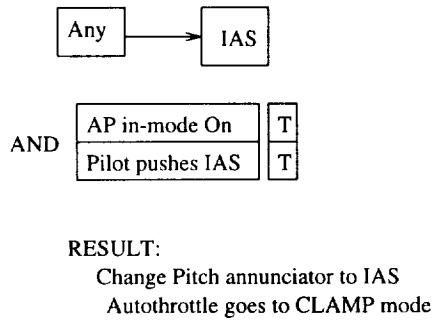 Any IAS
AP in-mode On T
AND
Pilot pushes IAS T
RESULT:
Change Pitch annunciator to IAS
Autothrottle goes to CLAMP mode